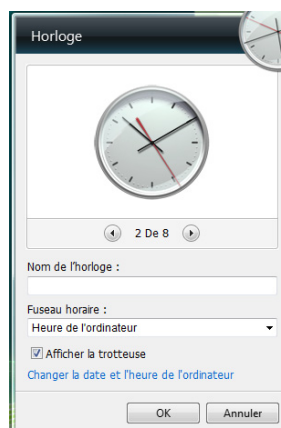 Horloge
2 De 8
Nom de l'horloge :
Fuseau horaire :
Heure de l'ordinateur
Afficher la trotteuse
Changer la date et l'heure de l'ordinateur
OK
Annuler